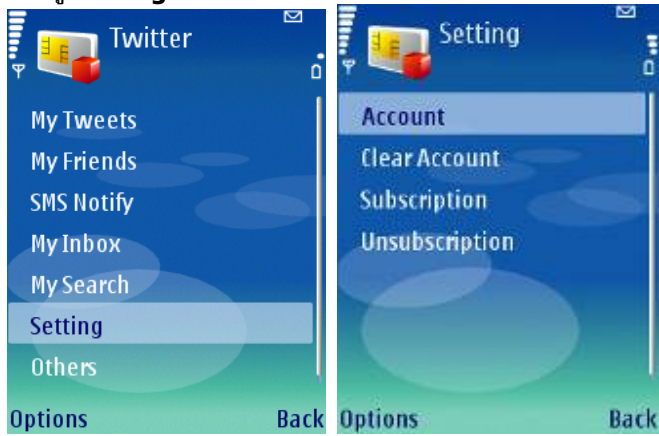 Twitter
My Tweets
My Friends
SMS Notify
My Inbox
My Search
Setting
Others
Options Back
Setting
Account
Clear Account
Subscription
Unsubscription
Options Back